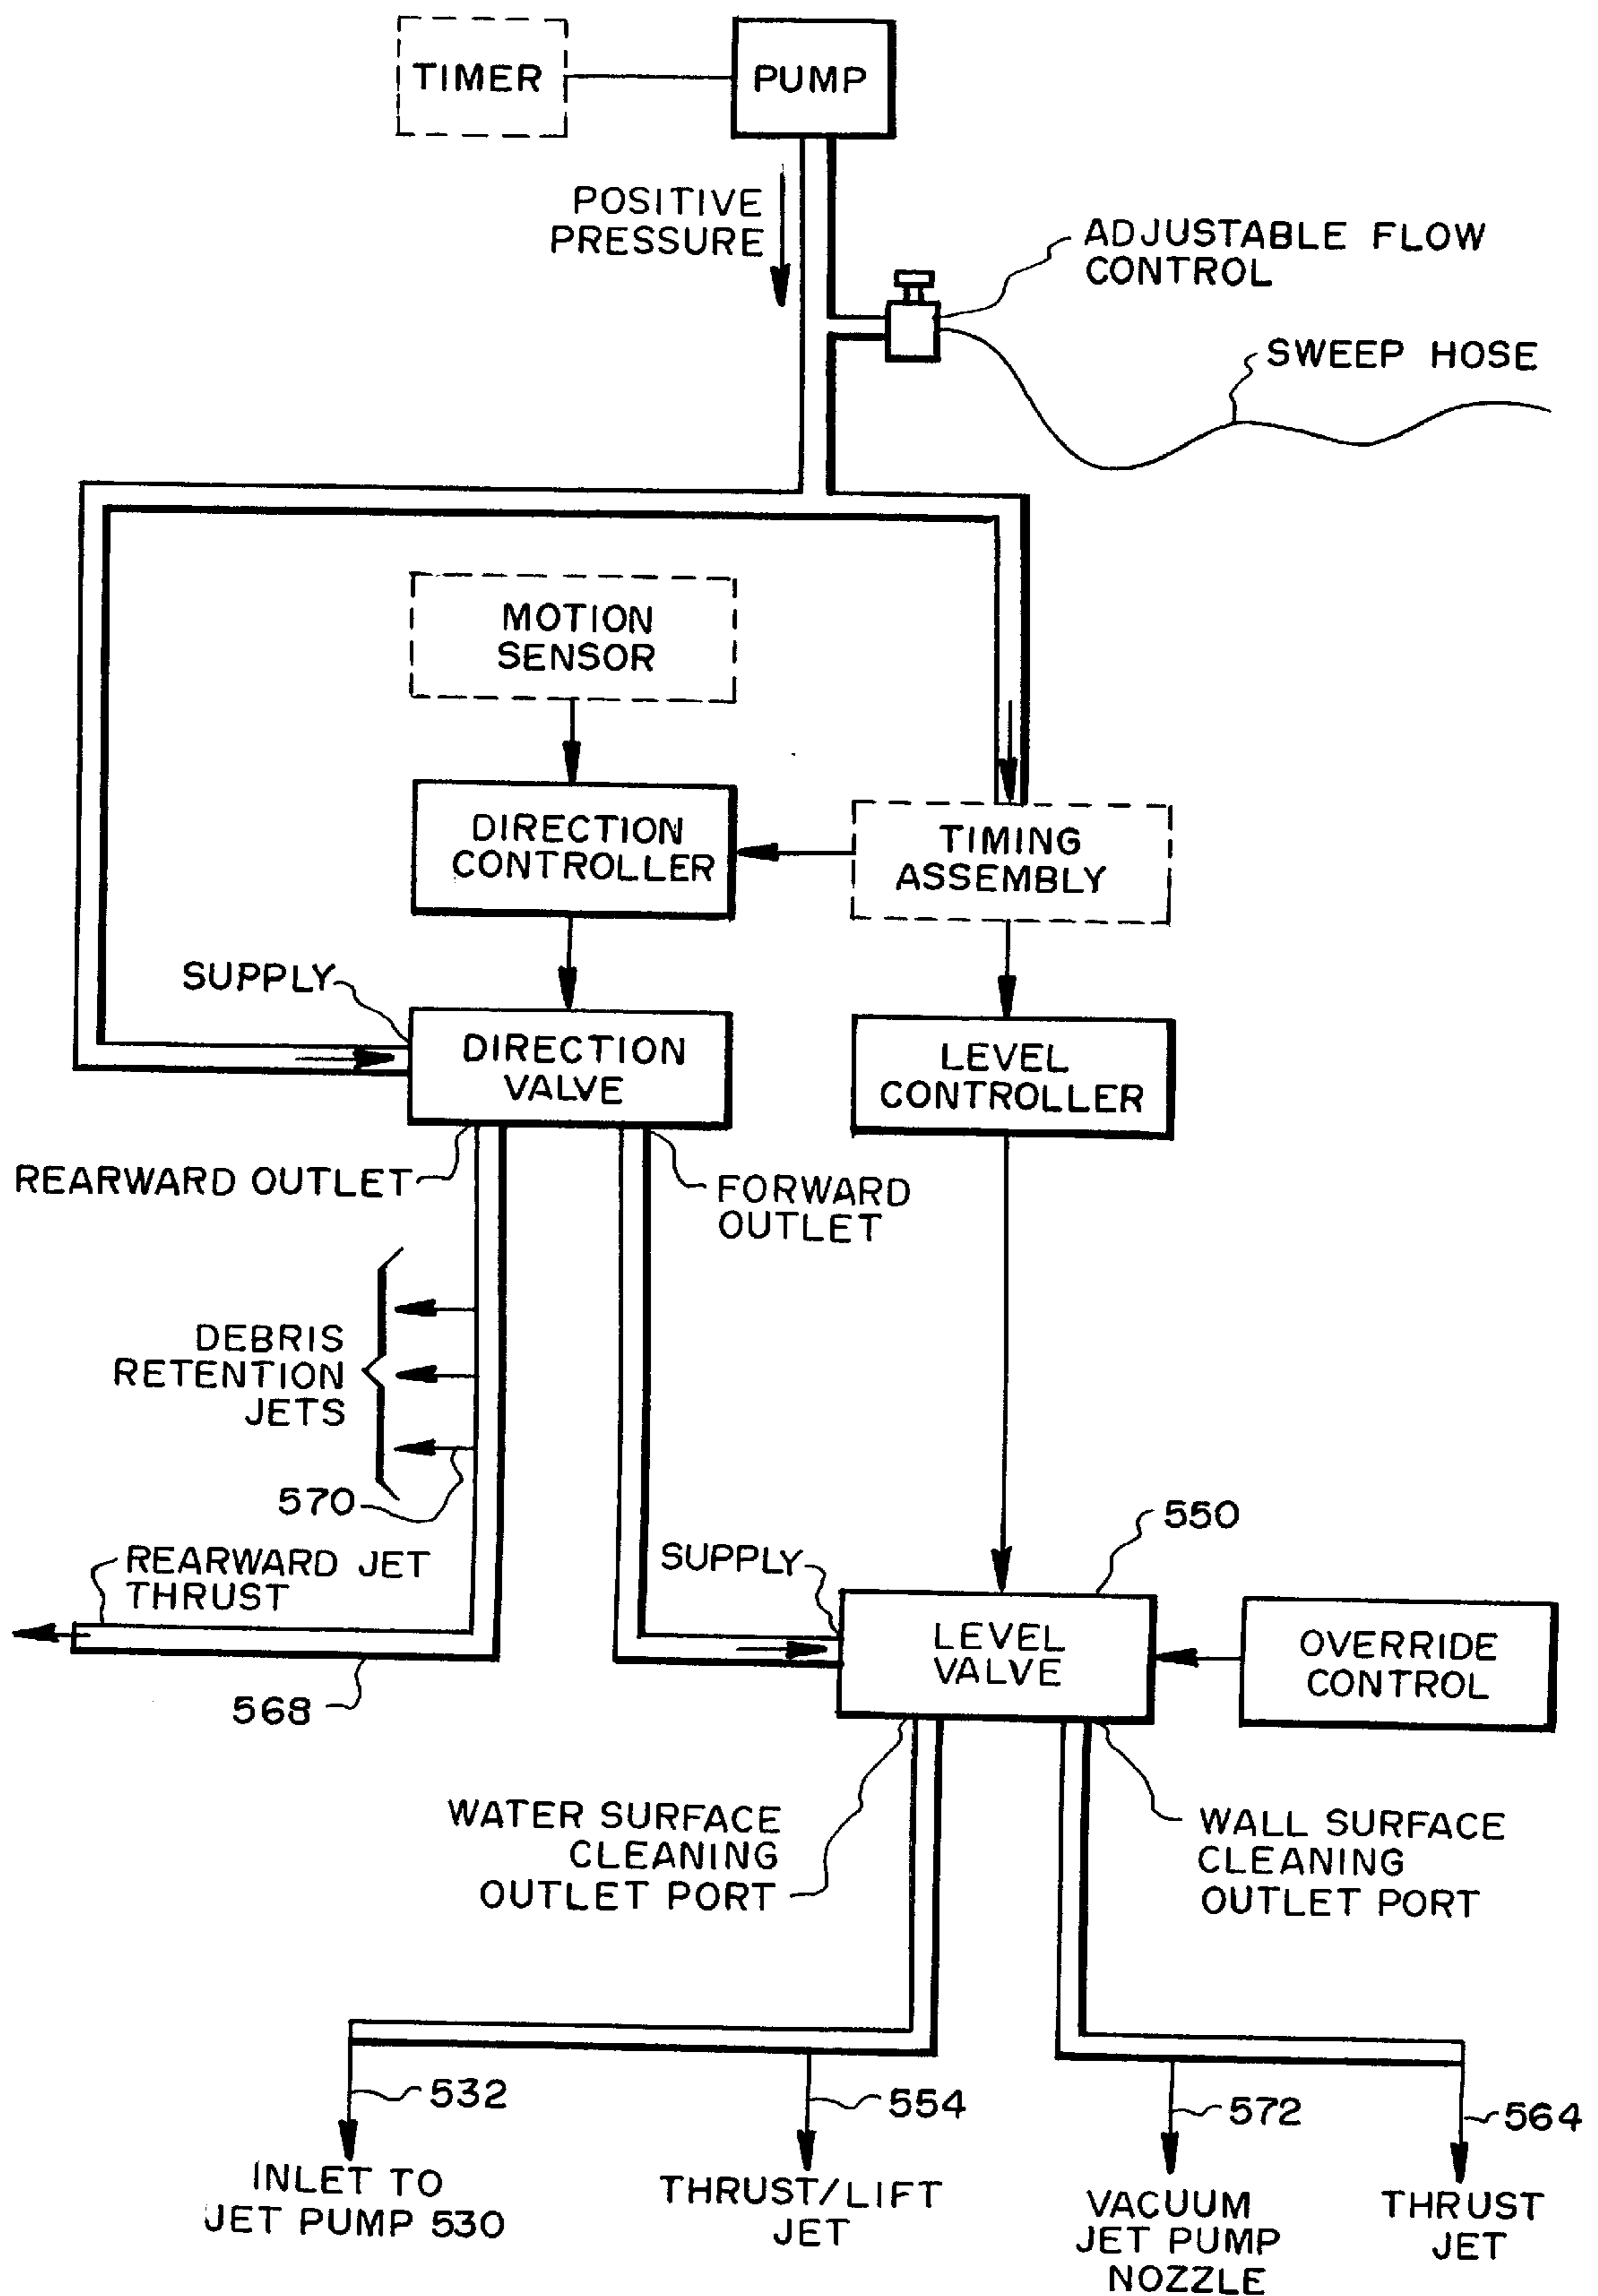 TIMER
PUMP
POSITIVE
PRESSURE
ADJUSTABLE FLOW
CONTROL
SWEEP HOSE
MOTION
SENSOR
DIRECTION
CONTROLLER
TIMING
ASSEMBLY
SUPPLY
DIRECTION
VALVE
LEVEL
CONTROLLER
REARWARD OUTLET
FORWARD
OUTLET
DEBRIS
RETENTION
JETS
570
550
REARWARD JET
THRUST
SUPPLY
LEVEL
VALVE
OVERRIDE
CONTROL
568
WATER SURFACE
CLEANING
OUTLET PORT
WALL SURFACE
CLEANING
OUTLET PORT
532
554
572
564
INLET TO
JET PUMP 530
THRUST/LIFT
JET
VACUUM
JET PUMP
NOZZLE
THRUST
JET